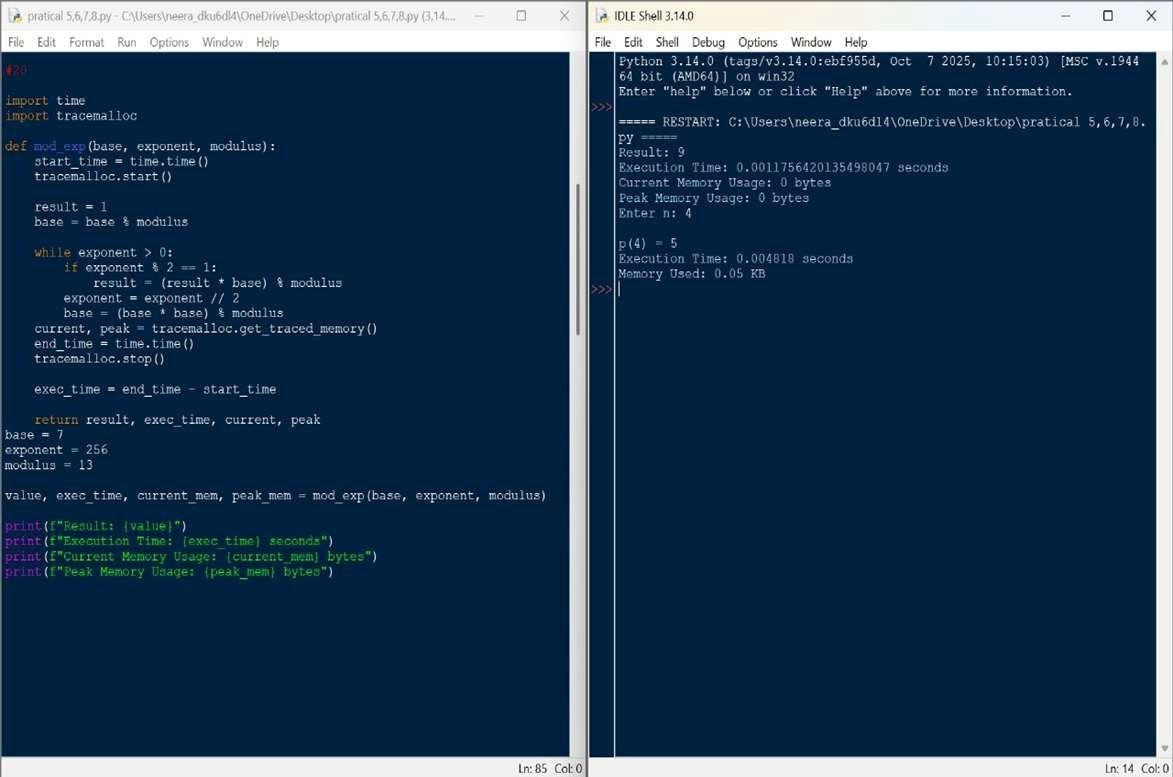 pratical 5,6,7,8.py - C:\Users\neera_dku6dl4\OneDrive\Desktop\pratical 5,6,7,8.py (3.14....
File Edit Format Run Options Window Help
#20

import time
import tracemalloc

def mod_exp(base, exponent, modulus):
    start_time = time.time()
    tracemalloc.start()

    result = 1
    base = base % modulus

    while exponent > 0:
        if exponent % 2 == 1:
            result = (result * base) % modulus
        exponent = exponent // 2
        base = (base * base) % modulus
    current, peak = tracemalloc.get_traced_memory()
    end_time = time.time()
    tracemalloc.stop()

    exec_time = end_time - start_time

    return result, exec_time, current, peak
base = 7
exponent = 256
modulus = 13

value, exec_time, current_mem, peak_mem = mod_exp(base, exponent, modulus)

print(f"Result: {value}")
print(f"Execution Time: {exec_time} seconds")
print(f"Current Memory Usage: {current_mem} bytes")
print(f"Peak Memory Usage: {peak_mem} bytes")
Ln: 85 Col: 0
IDLE Shell 3.14.0
File Edit Shell Debug Options Window Help
Python 3.14.0 (tags/v3.14.0:ebf955d, Oct  7 2025, 10:15:03) [MSC v.1944
64 bit (AMD64)] on win32
Enter "help" below or click "Help" above for more information.
>>>
===== RESTART: C:\Users\neera_dku6dl4\OneDrive\Desktop\pratical 5,6,7,8.
py =====
Result: 9
Execution Time: 0.0011756420135498047 seconds
Current Memory Usage: 0 bytes
Peak Memory Usage: 0 bytes
Enter n: 4

p(4) = 5
Execution Time: 0.004818 seconds
Memory Used: 0.05 KB
>>>
Ln: 14 Col: 0